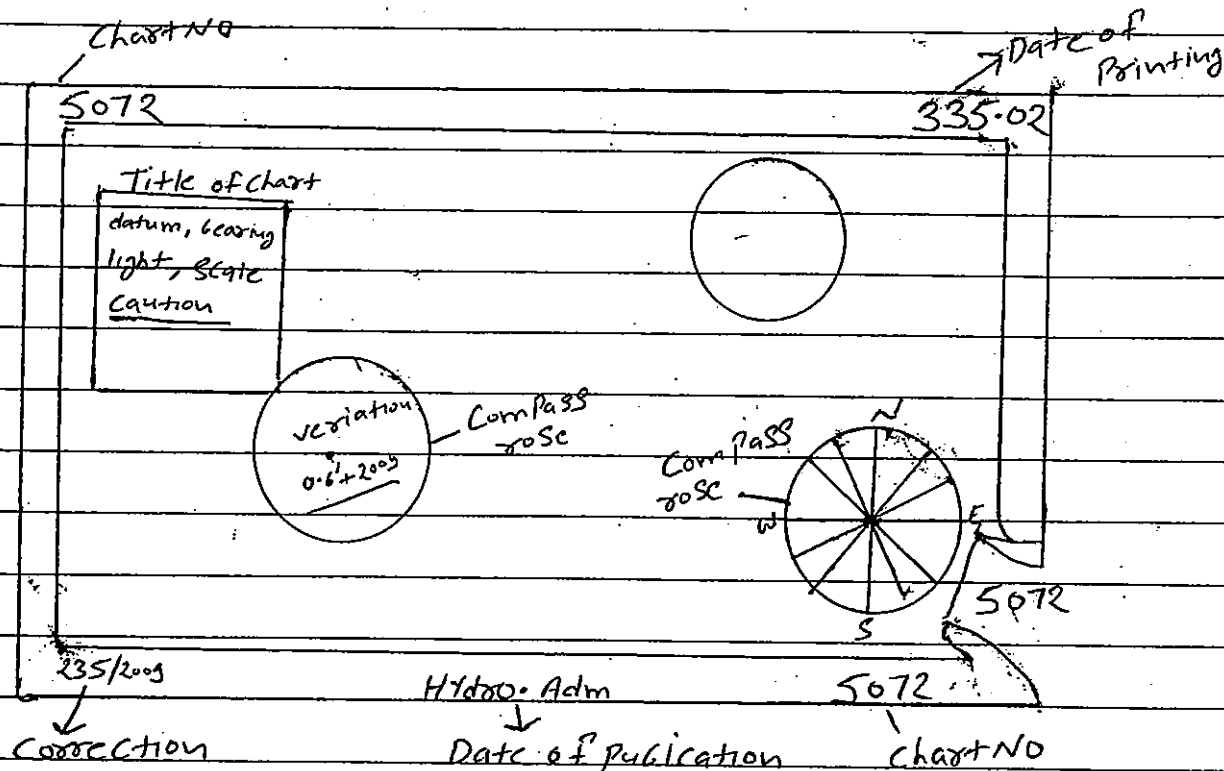 Chart NO
Date of
Printing
5072
335.02
Title of Chart
datum, bearing
light, scale
Caution
veriation
0.6'+2009
Compass
rose
Compass
rose
N
W
E
S
5072
235/2009
Hydro. Adm
5072
Correction
Date of publication
Chart NO